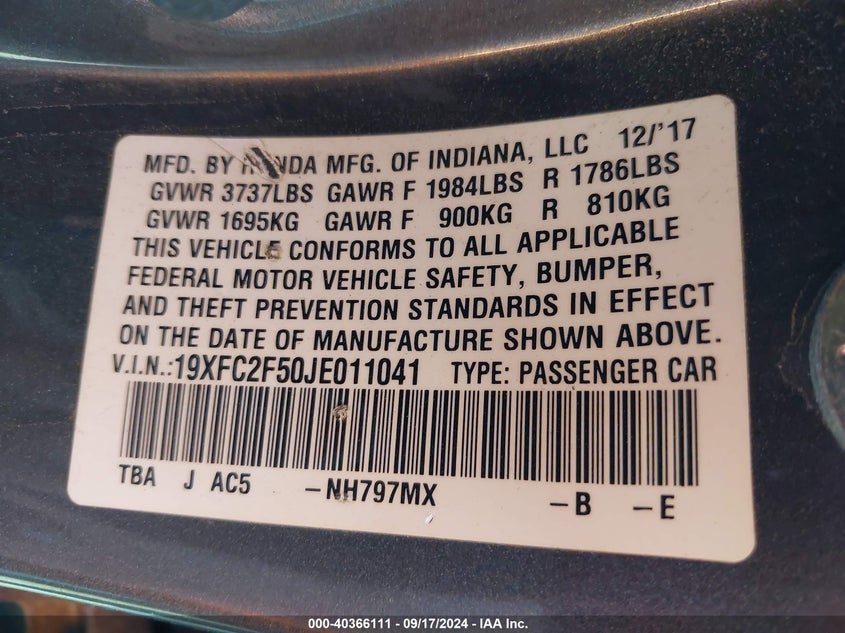 MFD. BY HONDA MFG. OF INDIANA, LLC 12/'17
GVWR 3737LBS GAWR F 1984LBS R 1786LBS
GVWR 1695KG GAWR F 900KG R 810KG
THIS VEHICLE CONFORMS TO ALL APPLICABLE
FEDERAL MOTOR VEHICLE SAFETY, BUMPER,
AND THEFT PREVENTION STANDARDS IN EFFECT
ON THE DATE OF MANUFACTURE SHOWN ABOVE.
V.I.N.:19XFC2F50JE011041 TYPE: PASSENGER CAR
TBA J AC5 -NH797MX -B -E
000-40366111 - 09/17/2024 - IAA Inc.